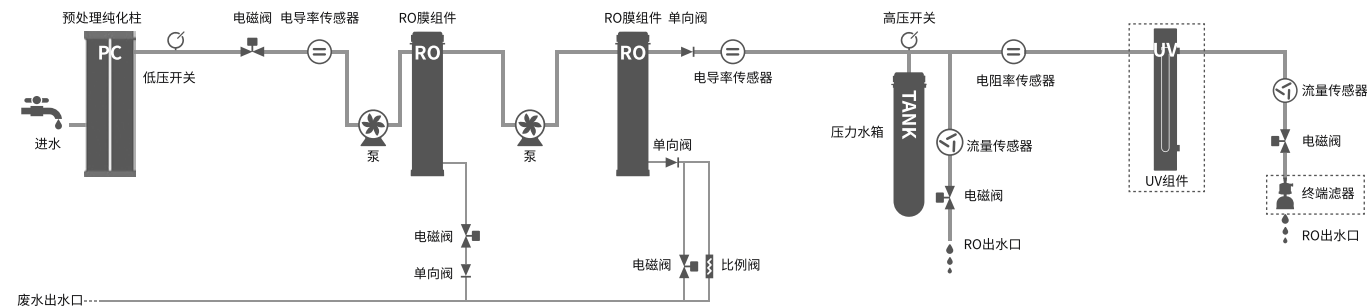 预处理纯化柱
电磁阀
电导率传感器
RO膜组件
RO膜组件
单向阀
高压开关
PC
RO
RO
UV
低压开关
电导率传感器
电阻率传感器
流量传感器
TANK
进水
泵
泵
单向阀
压力水箱
流量传感器
电磁阀
UV组件
电磁阀
终端滤器
电磁阀
RO出水口
RO出水口
单向阀
电磁阀
比例阀
废水出水口